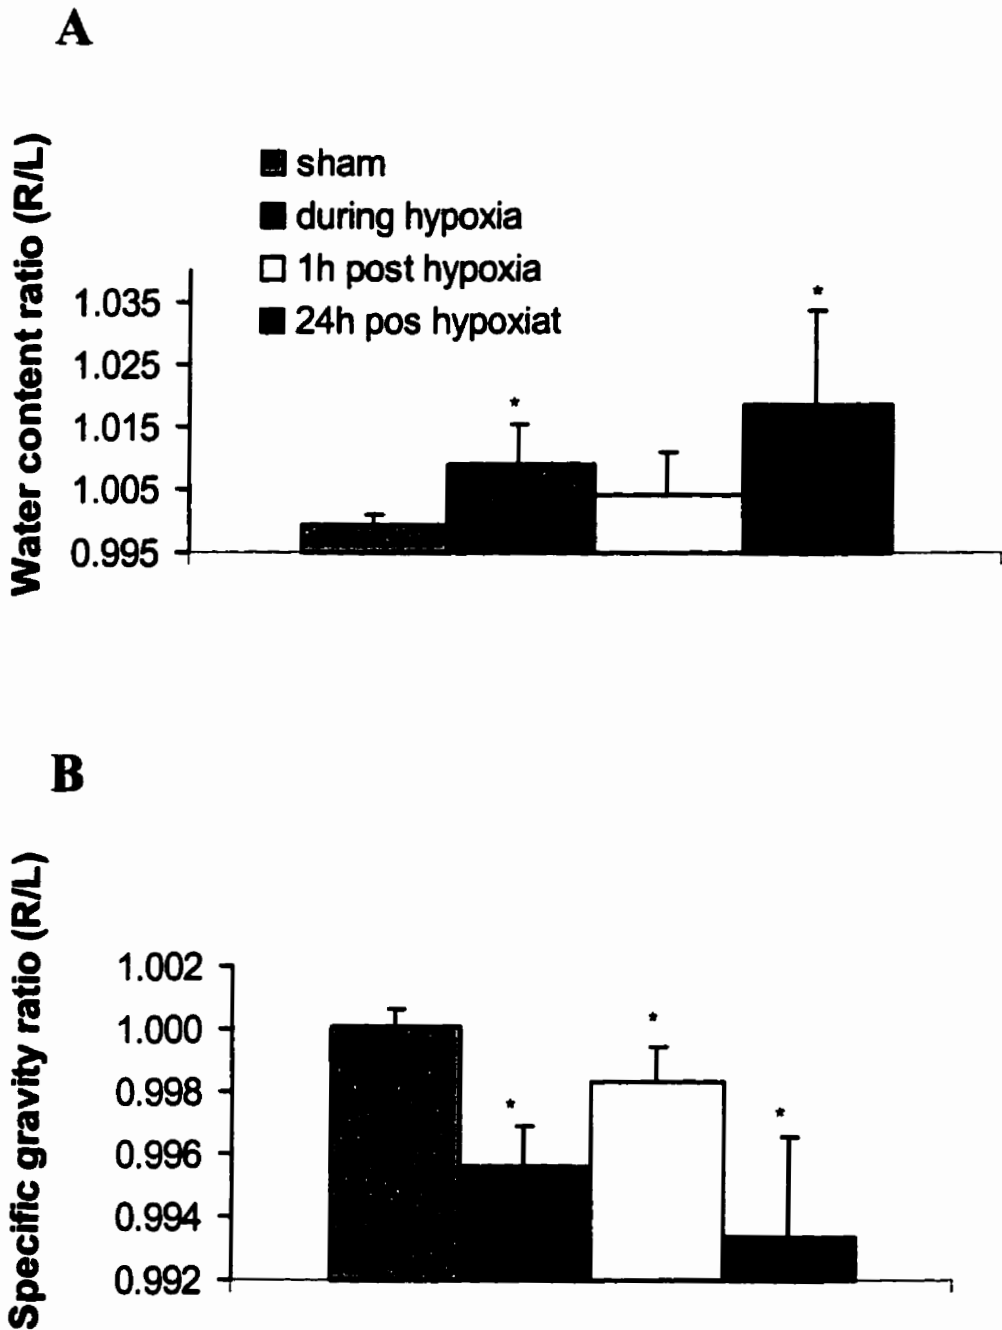 A
Water content ratio (R/L)
sham
during hypoxia
1h post hypoxia
24h pos hypoxiat
1.035
1.025
1.015
1.005
0.995
*
*
B
Specific gravity ratio (R/L)
1.002
1.000
0.998
0.996
0.994
0.992
*
*
*